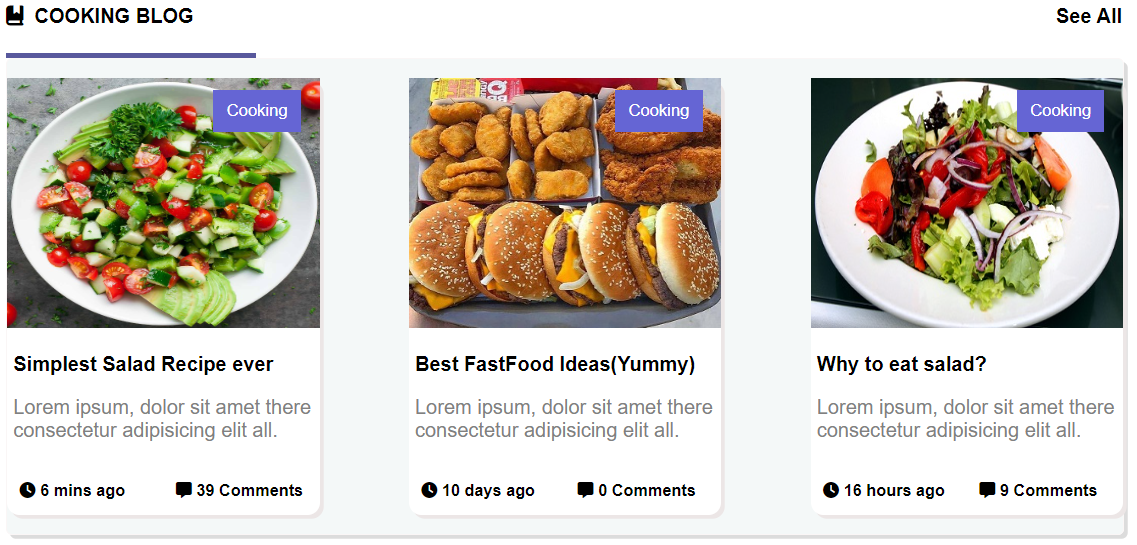 COOKING BLOG
See All
Cooking
Cooking
Cooking
Simplest Salad Recipe ever
Lorem ipsum, dolor sit amet there
consectetur adipisicing elit all.
6 mins ago
39 Comments
Best FastFood Ideas(Yummy)
Lorem ipsum, dolor sit amet there
consectetur adipisicing elit all.
10 days ago
0 Comments
Why to eat salad?
Lorem ipsum, dolor sit amet there
consectetur adipisicing elit all.
16 hours ago
9 Comments